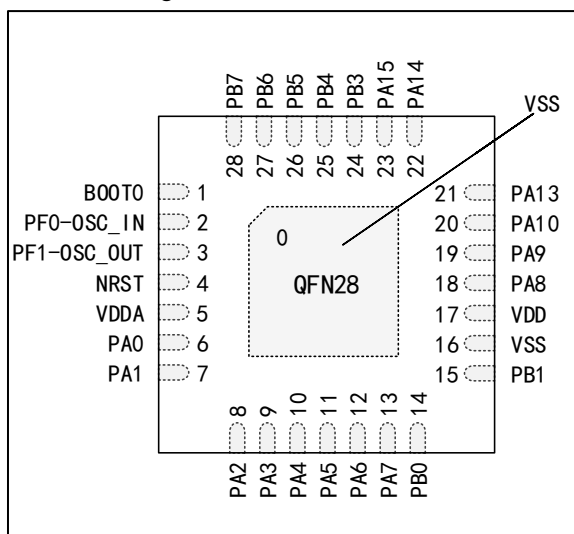 PB7 PB6 PB5 PB4 PB3 PA15 PA14
VSS
28 27 26 25 24 23 22
BOOT0 1
PF0-OSC_IN 2
PF1-OSC_OUT 3
NRST 4
VDDA 5
PA0 6
PA1 7
0
QFN28
21 PA13
20 PA10
19 PA9
18 PA8
17 VDD
16 VSS
15 PB1
8 9 10 11 12 13 14
PA2 PA3 PA4 PA5 PA6 PA7 PB0